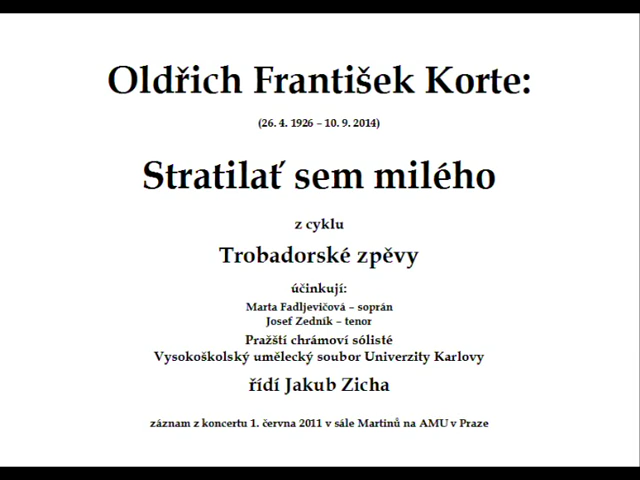 Oldřich František Korte:
(26. 4. 1926 – 10. 9. 2014)
Stratilať sem milého
z cyklu
Trobadorské zpěvy
účinkují:
Marta Fadljevičová – soprán
Josef Zedník – tenor
Pražští chrámoví sólisté
Vysokoškolský umělecký soubor Univerzity Karlovy
řídí Jakub Zicha
záznam z koncertu 1. června 2011 v sále Martinů na AMU v Praze